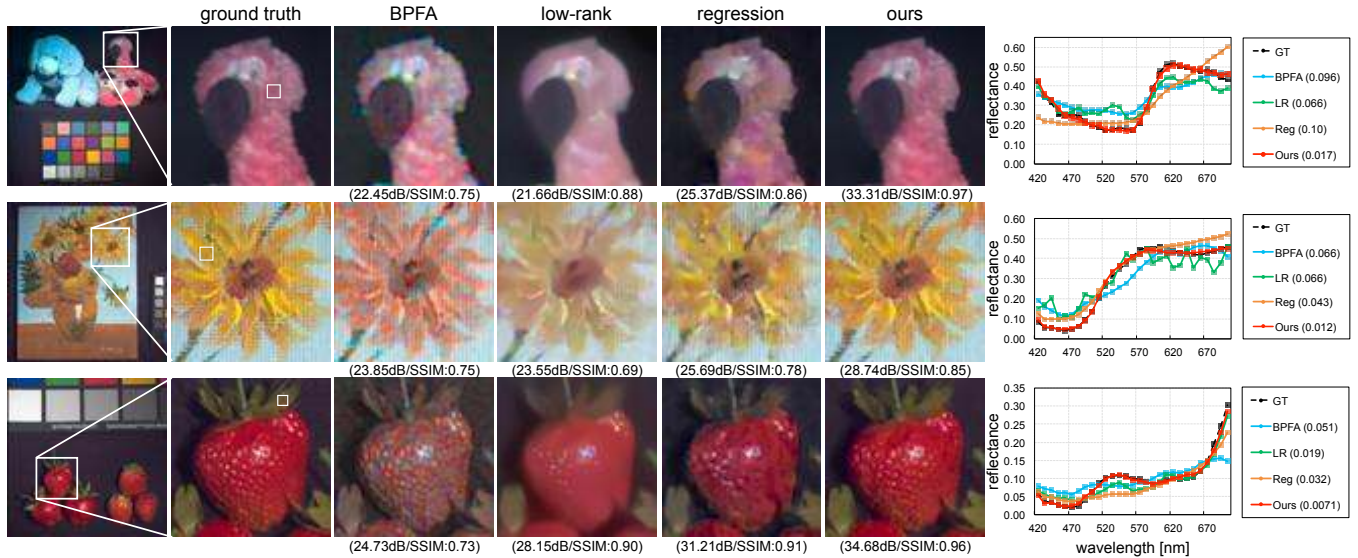 ground truth BPFA low-rank regression ours
(22.45dB/SSIM:0.75) (21.66dB/SSIM:0.88) (25.37dB/SSIM:0.86) (33.31dB/SSIM:0.97)
reflectance
0.60
0.50
0.40
0.30
0.20
0.10
0.00
420 470 520 570 620 670
GT
BPFA (0.096)
LR (0.066)
Reg (0.10)
Ours (0.017)
(23.85dB/SSIM:0.75) (23.55dB/SSIM:0.69) (25.69dB/SSIM:0.78) (28.74dB/SSIM:0.85)
reflectance
0.60
0.50
0.40
0.30
0.20
0.10
0.00
420 470 520 570 620 670
GT
BPFA (0.066)
LR (0.066)
Reg (0.043)
Ours (0.012)
(24.73dB/SSIM:0.73) (28.15dB/SSIM:0.90) (31.21dB/SSIM:0.91) (34.68dB/SSIM:0.96)
reflectance
0.35
0.30
0.25
0.20
0.15
0.10
0.05
0.00
420 470 520 570 620 670
wavelength [nm]
GT
BPFA (0.051)
LR (0.019)
Reg (0.032)
Ours (0.0071)